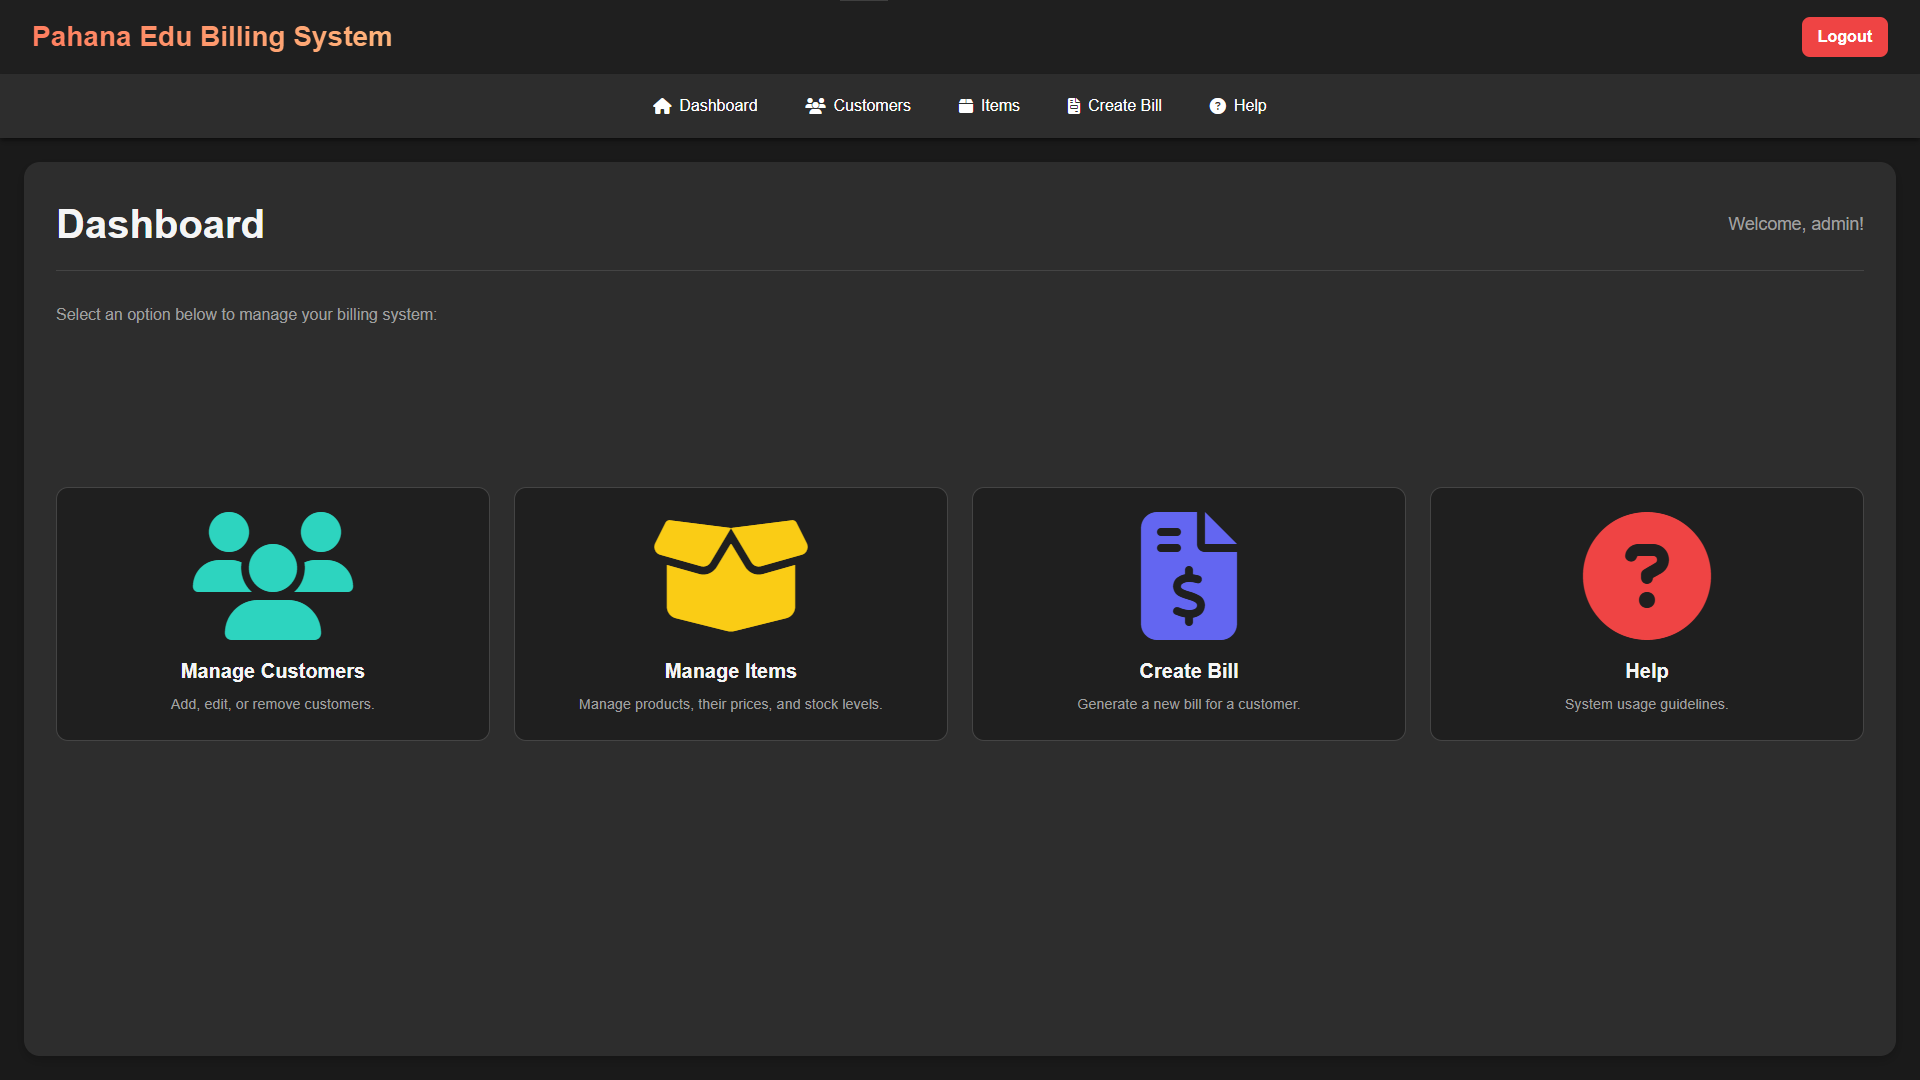 Pahana Edu Billing System
Logout
Dashboard
Customers
Items
Create Bill
Help
Dashboard
Welcome, admin!
Select an option below to manage your billing system:
Manage Customers
Add, edit, or remove customers.
Manage Items
Manage products, their prices, and stock levels.
Create Bill
Generate a new bill for a customer.
Help
System usage guidelines.